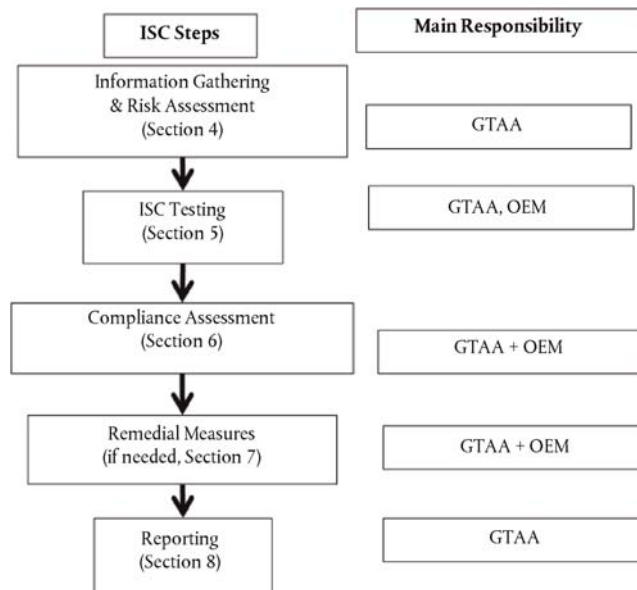 ISC Steps
Main Responsibility
Information Gathering
& Risk Assessment
(Section 4)
GTAA
ISC Testing
(Section 5)
GTAA, OEM
Compliance Assessment
(Section 6)
GTAA + OEM
Remedial Measures
(if needed, Section 7)
GTAA + OEM
Reporting
(Section 8)
GTAA